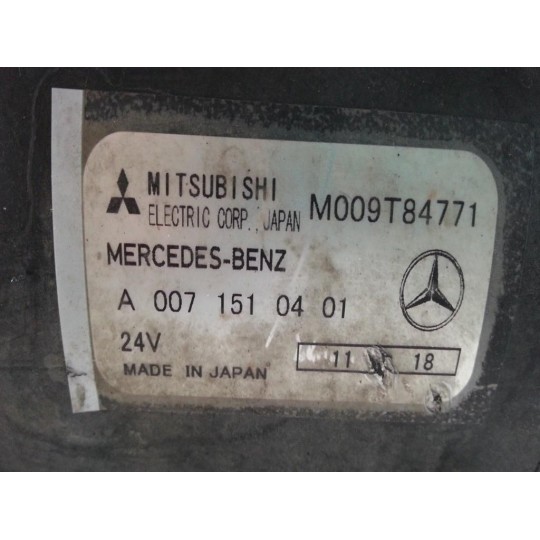 MITSUBISHI
ELECTRIC CORP., JAPAN M009T84771
MERCEDES-BENZ
A 007 151 04 01
24V
11 18
MADE IN JAPAN